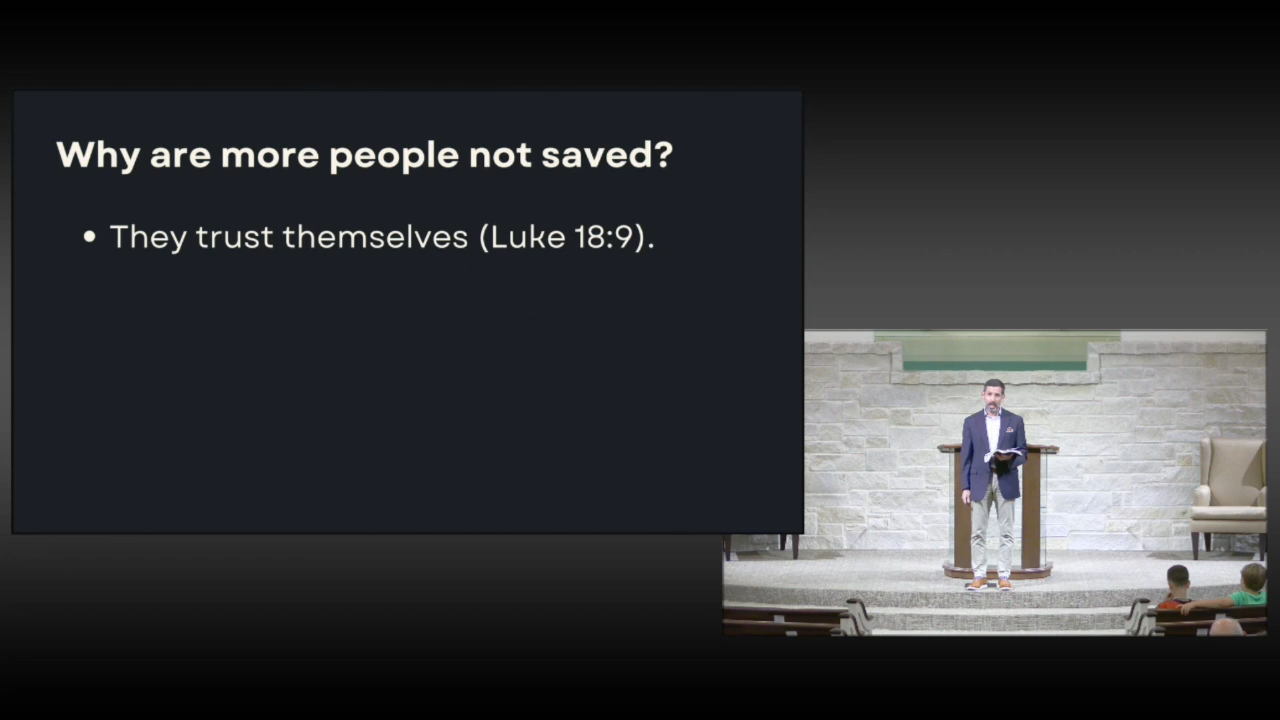 Why are more people not saved?
• They trust themselves (Luke 18:9).